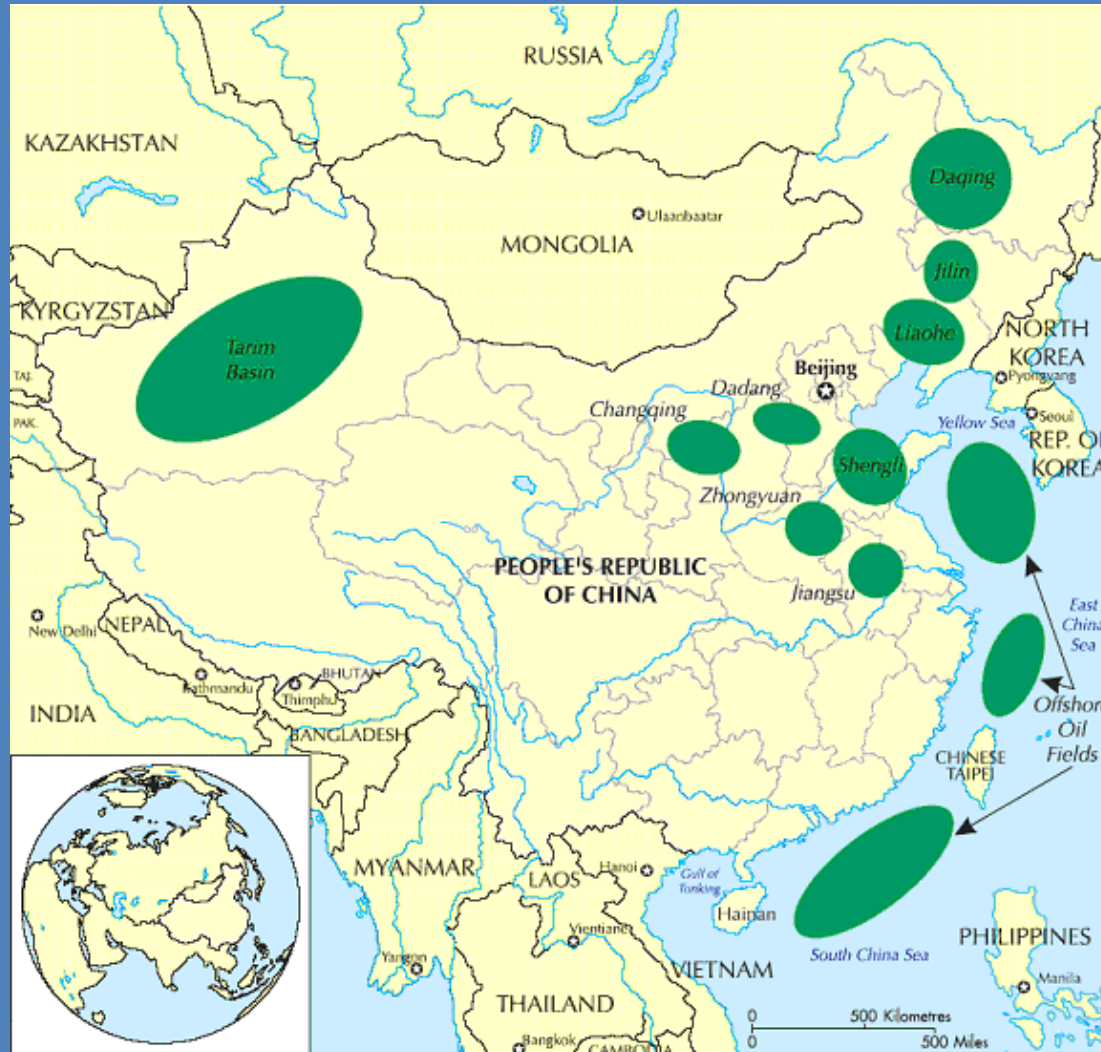 RUSSIA
KAZAKHSTAN
Daqing
Ulaanbaatar
MONGOLIA
Jilin
KYRGYZSTAN
Liaohe
NORTH
KOREA
Tarim
Basin
TAJ.
Beijing
Pyongyang
Dadang
Changqing
Seoul
PAK.
Yellow Sea
REP. OF
KOREA
Shengli
Zhongyuan
PEOPLE'S REPUBLIC
OF CHINA
Jiangsu
East
China
Sea
New Delhi
NEPAL
BHUTAN
Kathmandu
Thimphu
INDIA
Offshore
Oil
Fields
BANGLADESH
CHINESE
TAIPEI
MYANMAR
LAOS
Hanoi
Gulf of
Tonking
Hainan
Vientiane
PHILIPPINES
South China Sea
Yangon
VIETNAM
Manila
THAILAND
0 500 Kilometres
0 500 Miles
Bangkok
CAMBODIA